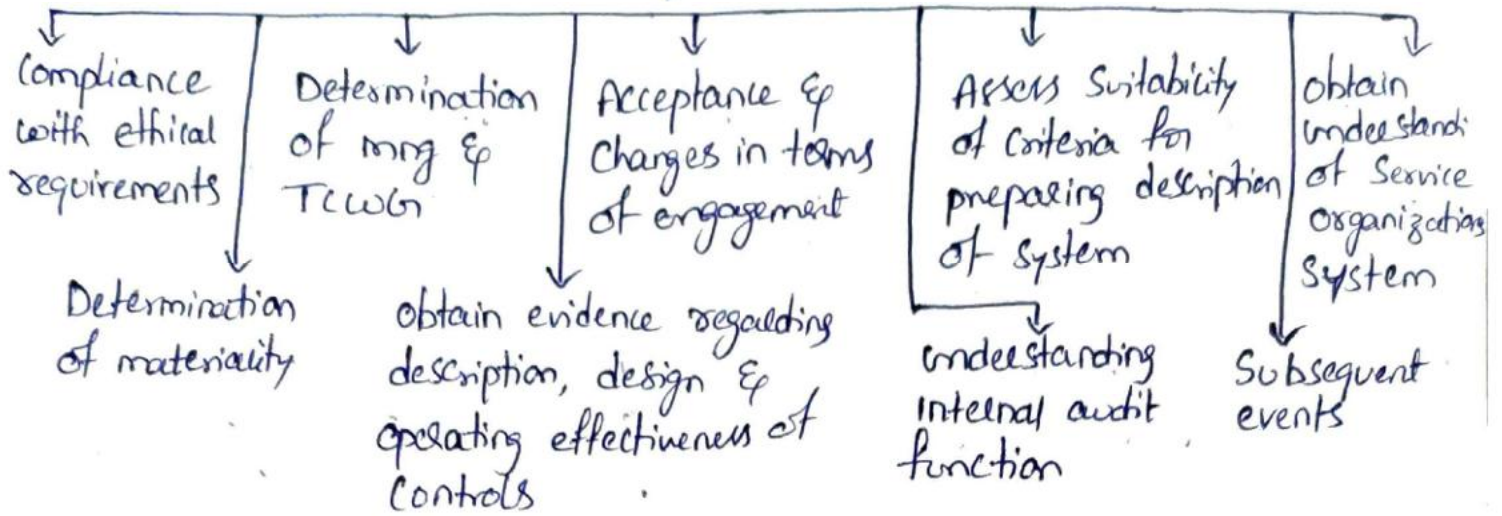 Compliance
with ethical
requirements
Determination
of mng &
TCWG
Acceptance &
Changes in terms
of engagement
Assess Suitability
of Criteria for
preparing description
of System
obtain
understandi
of Service
Organizations
System
Determination
of materiality
obtain evidence regarding
description, design &
operating effectiveness of
Controls
understanding
internal audit
function
Subsequent
events